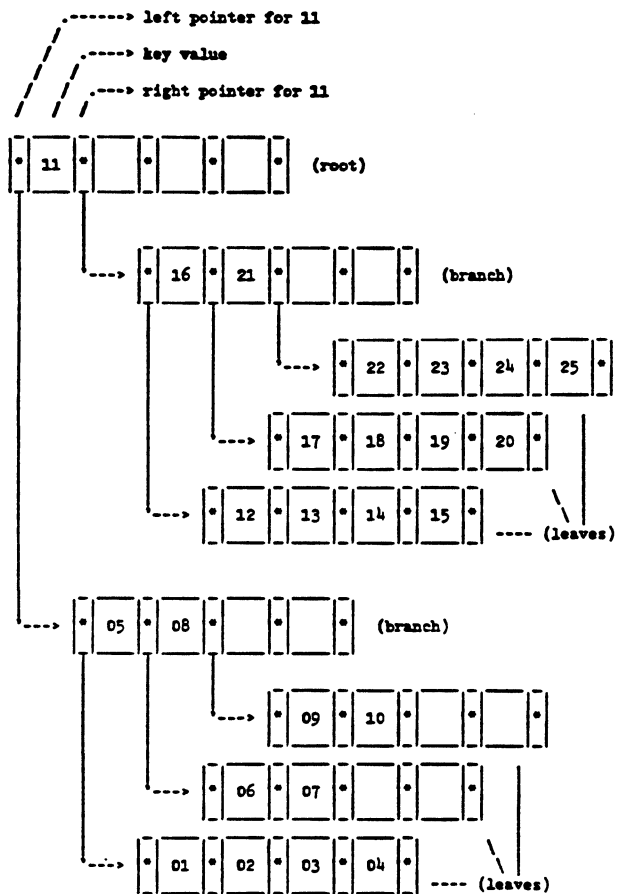 left pointer for 11
key value
right pointer for 11
* 11 * * * * (root)
* 16 * 21 * * * (branch)
* 22 * 23 * 24 * 25 *
* 17 * 18 * 19 * 20 *
* 12 * 13 * 14 * 15 *
(leaves)
* 05 * 08 * * * (branch)
* 09 * 10 * * *
* 06 * 07 * * *
* 01 * 02 * 03 * 04 *
(leaves)